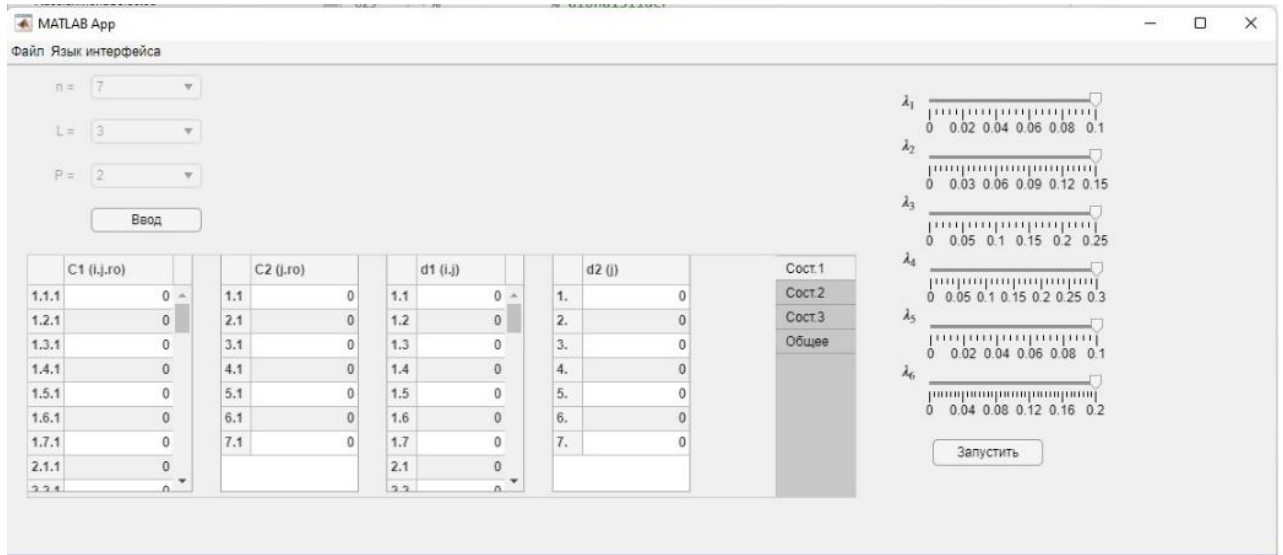 MATLAB App
Файл Язык интерфейса
n = 7
L = 3
P = 2
Ввод
C1 (i.j.ro)
1.1.1 0
1.2.1 0
1.3.1 0
1.4.1 0
1.5.1 0
1.6.1 0
1.7.1 0
2.1.1 0
C2 (j.ro)
1.1 0
2.1 0
3.1 0
4.1 0
5.1 0
6.1 0
7.1 0
d1 (i.j)
1.1 0
1.2 0
1.3 0
1.4 0
1.5 0
1.6 0
1.7 0
2.1 0
d2 (j)
1. 0
2. 0
3. 0
4. 0
5. 0
6. 0
7. 0
Сост.1
Сост.2
Сост.3
Общее
λ1
0 0.02 0.04 0.06 0.08 0.1
λ2
0 0.03 0.06 0.09 0.12 0.15
λ3
0 0.05 0.1 0.15 0.2 0.25
λ4
0 0.05 0.1 0.15 0.2 0.25 0.3
λ5
0 0.02 0.04 0.06 0.08 0.1
λ6
0 0.04 0.08 0.12 0.16 0.2
Запустить